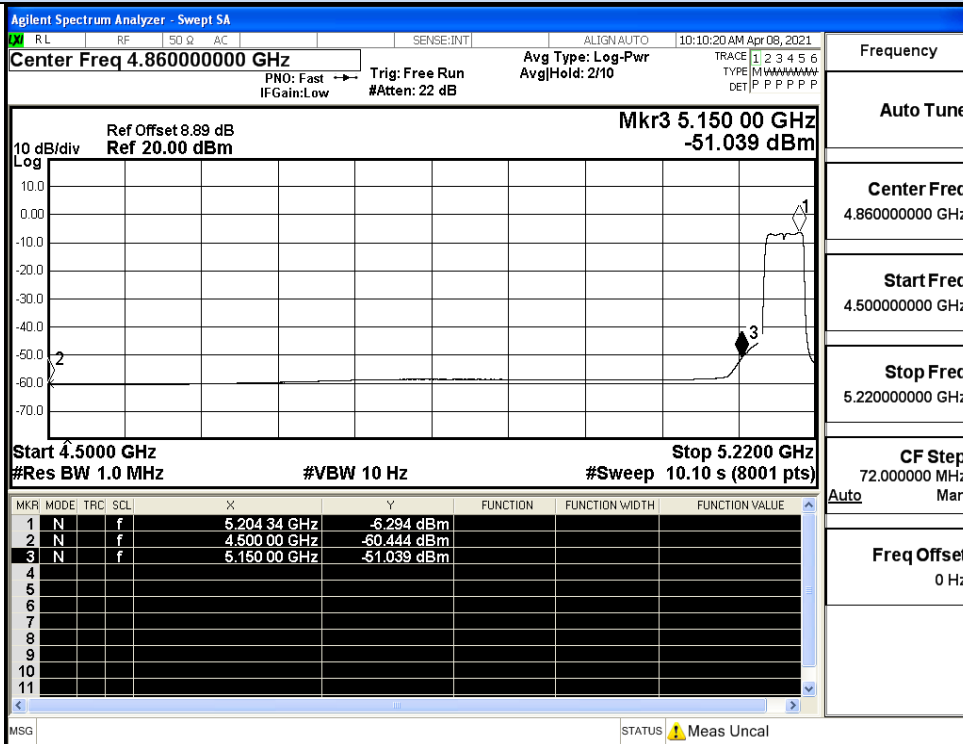 Agilent Spectrum Analyzer - Swept SA
LXI RL RF 50 Ω AC SENSE:INT ALIGN AUTO 10:10:20 AM Apr 08, 2021
Center Freq 4.860000000 GHz
PNO: Fast
IFGain:Low
Trig: Free Run
#Atten: 22 dB
Avg Type: Log-Pwr
Avg|Hold: 2/10
TRACE 1 2 3 4 5 6
TYPE M W W W W W
DET P P P P P P
Mkr3 5.150 00 GHz
-51.039 dBm
Ref Offset 8.89 dB
10 dB/div Ref 20.00 dBm
Log
10.0
0.00
-10.0
-20.0
-30.0
-40.0
-50.0
-60.0
-70.0
1
2
3
Start 4.5000 GHz Stop 5.2200 GHz
#Res BW 1.0 MHz #VBW 10 Hz #Sweep 10.10 s (8001 pts)
MKR MODE TRC SCL X Y FUNCTION FUNCTION WIDTH FUNCTION VALUE
1 N f 5.204 34 GHz -6.294 dBm
2 N f 4.500 00 GHz -60.444 dBm
3 N f 5.150 00 GHz -51.039 dBm
4
5
6
7
8
9
10
11
MSG STATUS Meas Uncal
Frequency
Auto Tune
Center Freq
4.860000000 GHz
Start Freq
4.500000000 GHz
Stop Freq
5.220000000 GHz
CF Step
72.000000 MHz
Auto Man
Freq Offset
0 Hz